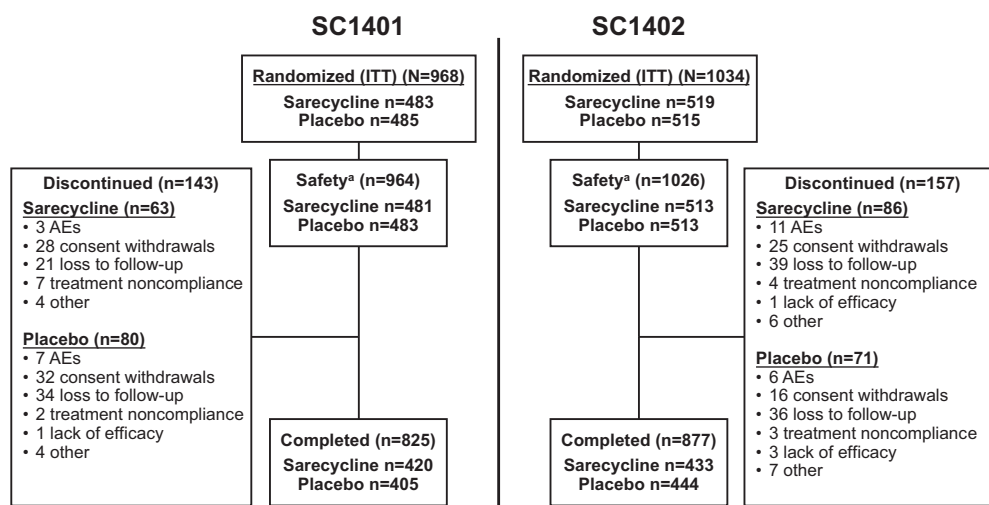 SC1401
Randomized (ITT) (N=968)
Sarecycline n=483
Placebo n=485
Safetyᵃ (n=964)
Sarecycline n=481
Placebo n=483
Discontinued (n=143)
Sarecycline (n=63)
• 3 AEs
• 28 consent withdrawals
• 21 loss to follow-up
• 7 treatment noncompliance
• 4 other
Placebo (n=80)
• 7 AEs
• 32 consent withdrawals
• 34 loss to follow-up
• 2 treatment noncompliance
• 1 lack of efficacy
• 4 other
Completed (n=825)
Sarecycline n=420
Placebo n=405
SC1402
Randomized (ITT) (N=1034)
Sarecycline n=519
Placebo n=515
Safetyᵃ (n=1026)
Sarecycline n=513
Placebo n=513
Discontinued (n=157)
Sarecycline (n=86)
• 11 AEs
• 25 consent withdrawals
• 39 loss to follow-up
• 4 treatment noncompliance
• 1 lack of efficacy
• 6 other
Placebo (n=71)
• 6 AEs
• 16 consent withdrawals
• 36 loss to follow-up
• 3 treatment noncompliance
• 3 lack of efficacy
• 7 other
Completed (n=877)
Sarecycline n=433
Placebo n=444